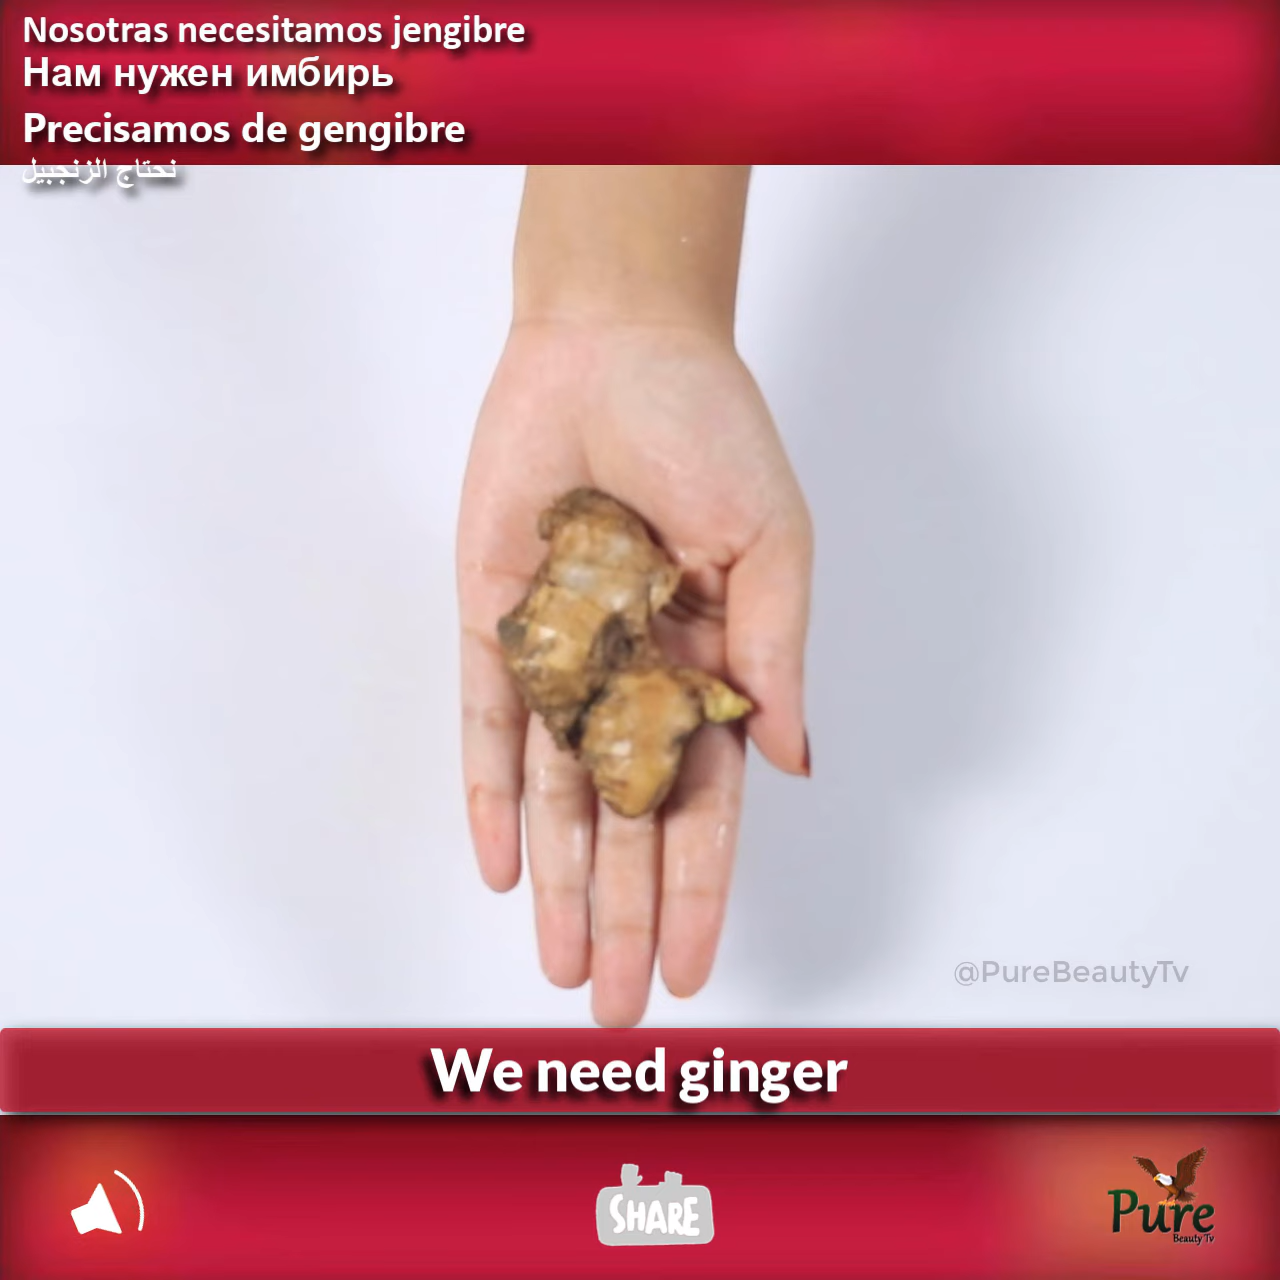 Nosotras necesitamos jengibre
Нам нужен имбирь
Precisamos de gengibre
نحتاج الزنجبيل
@PureBeautyTv
We need ginger
SHARE
Pure
Beauty Tv